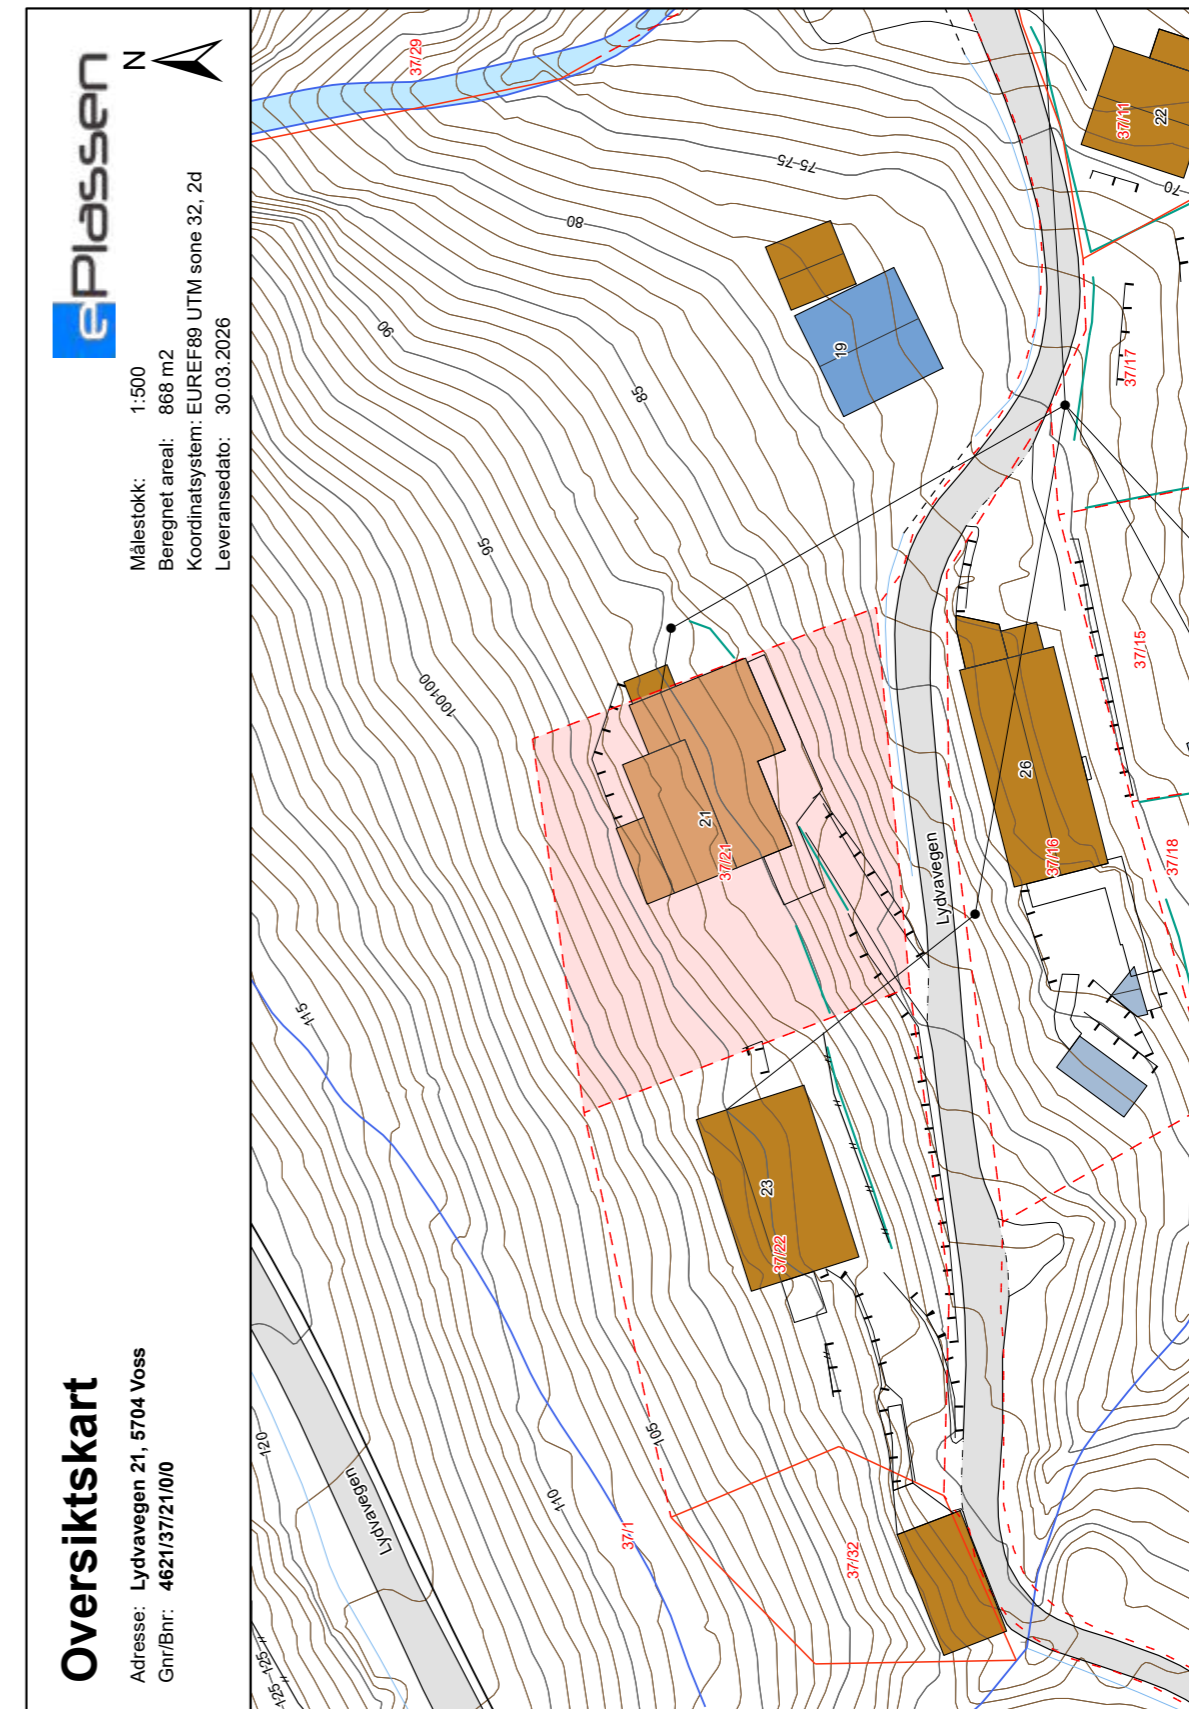 Oversiktskart
Adresse: Lydvavegen 21, 5704 Voss
Gnr/Bnr: 4621/37/21/0/0
Målestokk: 1:500
Beregnet areal: 868 m2
Koordinatsystem: EUREF89 UTM sone 32, 2d
Leveransedato: 30.03.2026
ePlassen
N
37/29
75-75
80
90
85
95
100-100
115
120
125-125
110
105
70
37/11
22
19
37/17
37/15
26
37/16
37/18
21
37/21
23
37/22
37/1
37/32
Lydvavegen
Lydvavegen